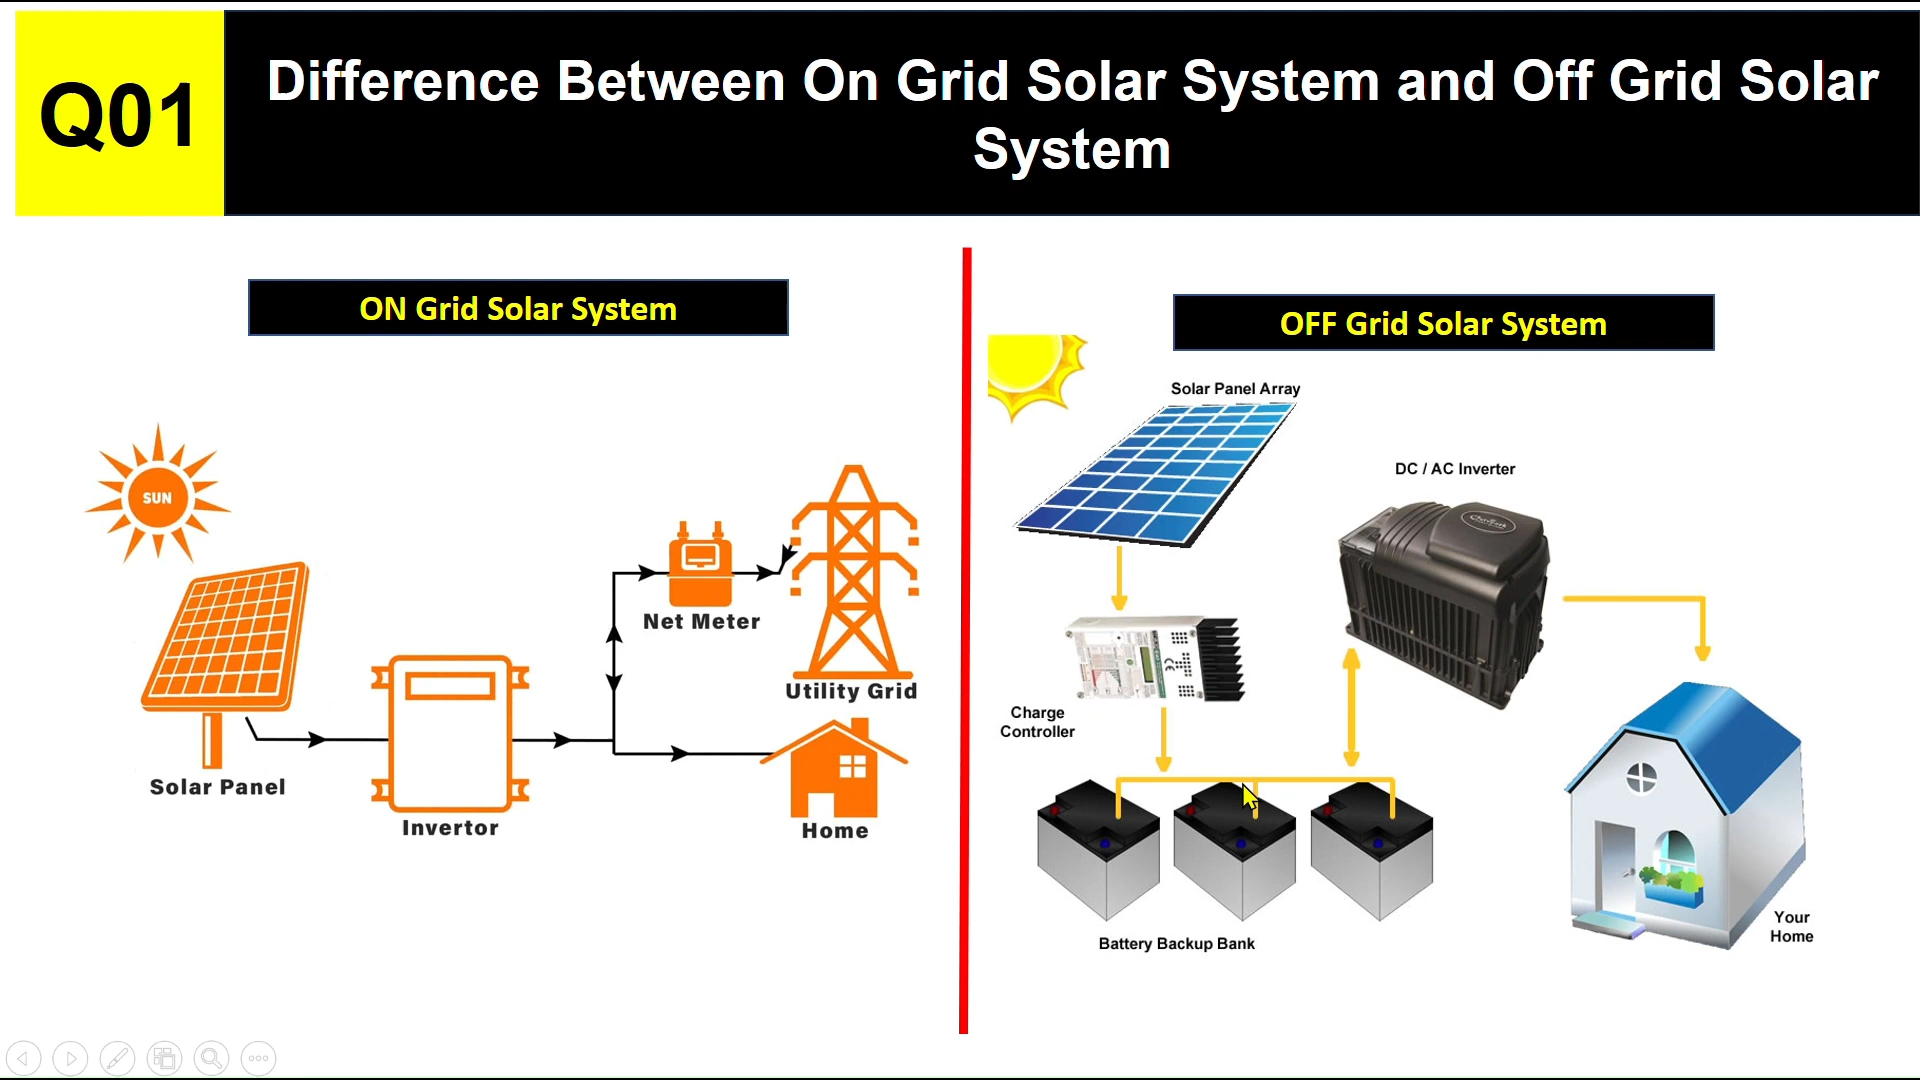 Q01
Difference Between On Grid Solar System and Off Grid Solar
System
ON Grid Solar System
SUN
Solar Panel
Invertor
Net Meter
Utility Grid
Home
OFF Grid Solar System
Solar Panel Array
DC / AC Inverter
Charge
Controller
Battery Backup Bank
Your
Home